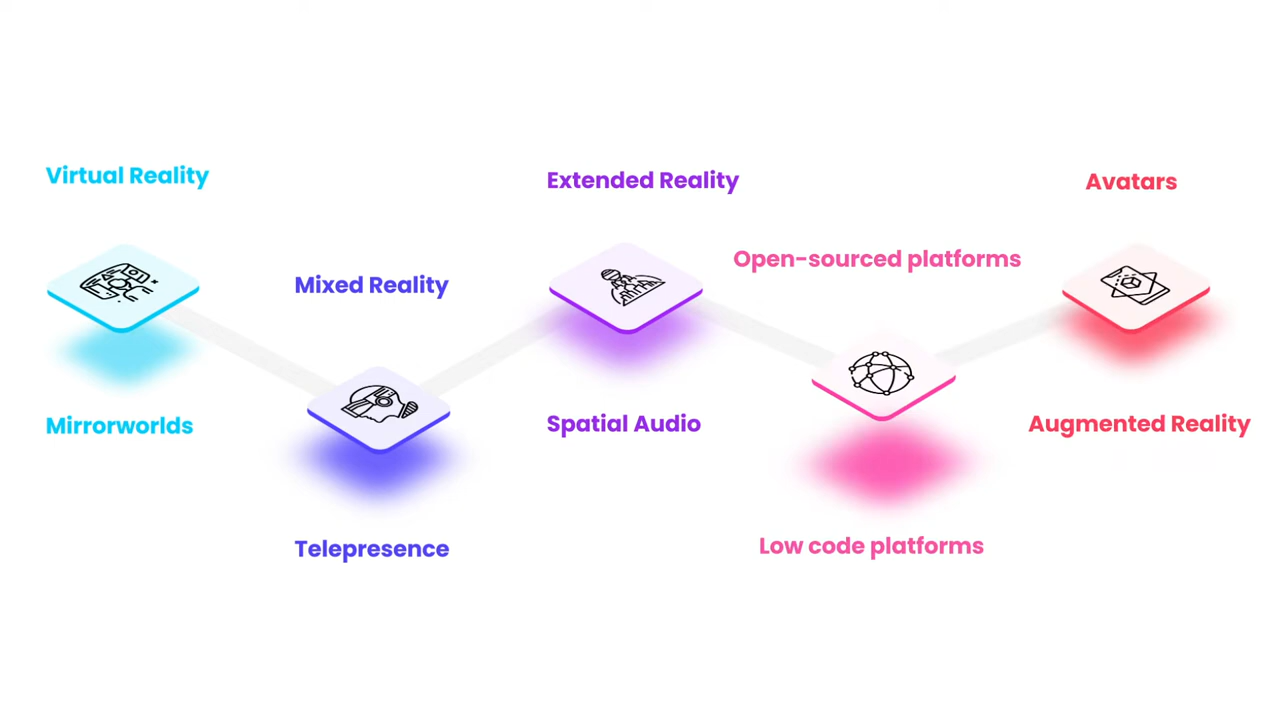 Virtual Reality
Mirrorworlds
Mixed Reality
Telepresence
Extended Reality
Spatial Audio
Open-sourced platforms
Low code platforms
Avatars
Augmented Reality